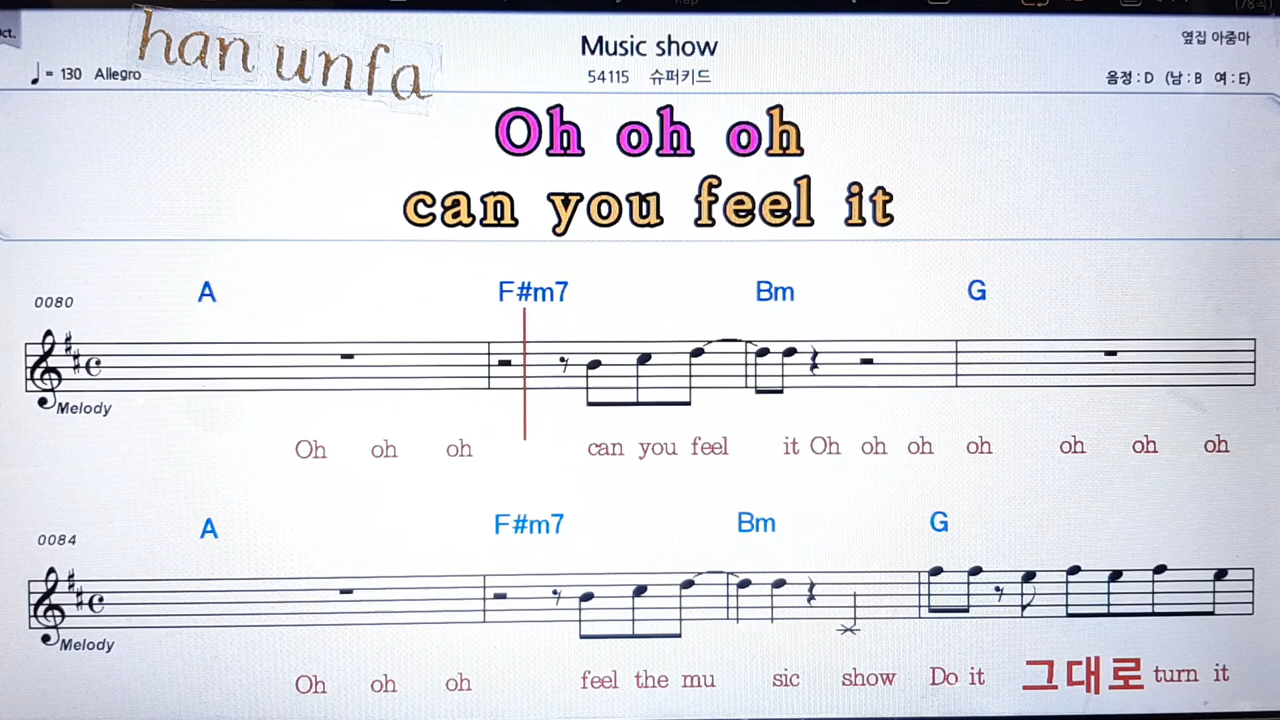 ct.
han unfa
Music show
옆집 아줌마
♩= 130 Allegro
54115 슈퍼키드
음정 : D (남 : B 여 : E)
Oh oh oh
can you feel it
0080
A F#m7 Bm G
Melody
Oh oh oh can you feel it Oh oh oh oh oh oh oh
0084
A F#m7 Bm G
Melody
Oh oh oh feel the mu sic show Do it 그대로 turn it